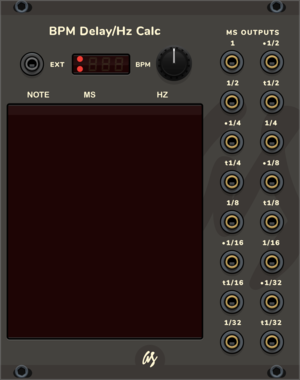 BPM Delay/Hz Calc
EXT
BPM
NOTE MS HZ
MS OUTPUTS
1 •1/2
1/2 t1/2
•1/4 1/4
t1/4 •1/8
1/8 t1/8
•1/16 1/16
t1/16 •1/32
1/32 t1/32
as